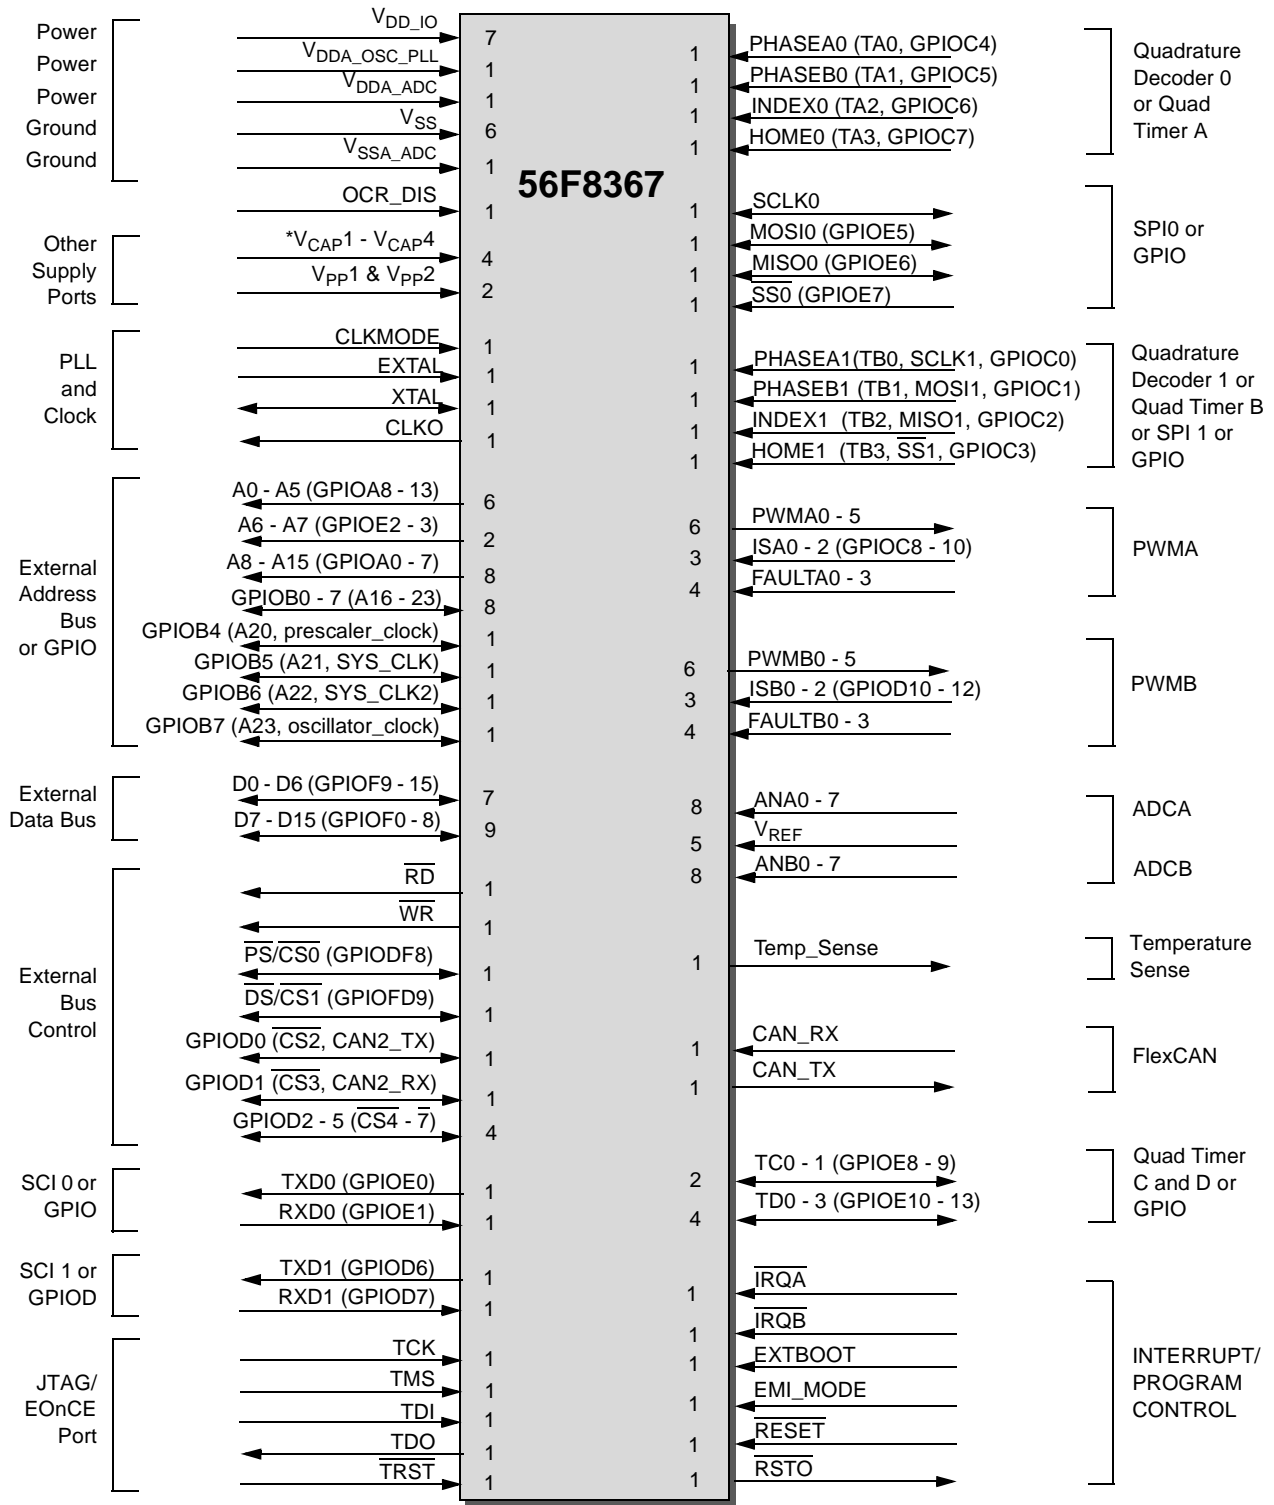 56F8367
Power
V_DD_IO
7
Power
V_DDA_OSC_PLL
1
Power
V_DDA_ADC
1
Ground
V_SS
6
Ground
V_SSA_ADC
1
OCR_DIS
1
Other
Supply
Ports
*V_CAP1 - V_CAP4
4
V_PP1 & V_PP2
2
PLL
and
Clock
CLKMODE
1
EXTAL
1
XTAL
1
CLKO
1
External
Address
Bus
or GPIO
A0 - A5 (GPIOA8 - 13)
6
A6 - A7 (GPIOE2 - 3)
2
A8 - A15 (GPIOA0 - 7)
8
GPIOB0 - 7 (A16 - 23)
8
GPIOB4 (A20, prescaler_clock)
1
GPIOB5 (A21, SYS_CLK)
1
GPIOB6 (A22, SYS_CLK2)
1
GPIOB7 (A23, oscillator_clock)
1
External
Data Bus
D0 - D6 (GPIOF9 - 15)
7
D7 - D15 (GPIOF0 - 8)
9
External
Bus
Control
RD
1
WR
1
PS/CS0 (GPIODF8)
1
DS/CS1 (GPIOFD9)
1
GPIOD0 (CS2, CAN2_TX)
1
GPIOD1 (CS3, CAN2_RX)
1
GPIOD2 - 5 (CS4 - 7)
4
SCI 0 or
GPIO
TXD0 (GPIOE0)
1
RXD0 (GPIOE1)
1
SCI 1 or
GPIOD
TXD1 (GPIOD6)
1
RXD1 (GPIOD7)
1
JTAG/
EOnCE
Port
TCK
1
TMS
1
TDI
1
TDO
1
TRST
1
1
PHASEA0 (TA0, GPIOC4)
1
PHASEB0 (TA1, GPIOC5)
1
INDEX0 (TA2, GPIOC6)
1
HOME0 (TA3, GPIOC7)
Quadrature
Decoder 0
or Quad
Timer A
1
SCLK0
1
MOSI0 (GPIOE5)
1
MISO0 (GPIOE6)
1
SS0 (GPIOE7)
SPI0 or
GPIO
1
PHASEA1(TB0, SCLK1, GPIOC0)
1
PHASEB1 (TB1, MOSI1, GPIOC1)
1
INDEX1 (TB2, MISO1, GPIOC2)
1
HOME1 (TB3, SS1, GPIOC3)
Quadrature
Decoder 1 or
Quad Timer B
or SPI 1 or
GPIO
6
PWMA0 - 5
3
ISA0 - 2 (GPIOC8 - 10)
4
FAULTA0 - 3
PWMA
6
PWMB0 - 5
3
ISB0 - 2 (GPIOD10 - 12)
4
FAULTB0 - 3
PWMB
8
ANA0 - 7
5
V_REF
8
ANB0 - 7
ADCA
ADCB
1
Temp_Sense
Temperature
Sense
1
CAN_RX
1
CAN_TX
FlexCAN
2
TC0 - 1 (GPIOE8 - 9)
4
TD0 - 3 (GPIOE10 - 13)
Quad Timer
C and D or
GPIO
1
IRQA
1
IRQB
1
EXTBOOT
1
EMI_MODE
1
RESET
1
RSTO
INTERRUPT/
PROGRAM
CONTROL